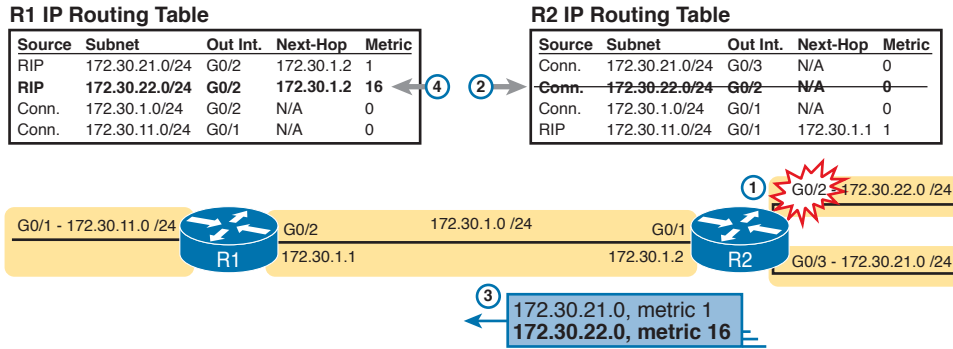 R1 IP Routing Table
Source Subnet Out Int. Next-Hop Metric
RIP 172.30.21.0/24 G0/2 172.30.1.2 1
RIP 172.30.22.0/24 G0/2 172.30.1.2 16
Conn. 172.30.1.0/24 G0/2 N/A 0
Conn. 172.30.11.0/24 G0/1 N/A 0
4
R2 IP Routing Table
Source Subnet Out Int. Next-Hop Metric
Conn. 172.30.21.0/24 G0/3 N/A 0
Conn. 172.30.22.0/24 G0/2 N/A 0
Conn. 172.30.1.0/24 G0/1 N/A 0
RIP 172.30.11.0/24 G0/1 172.30.1.1 1
2
1
G0/2 - 172.30.22.0 /24
G0/1 - 172.30.11.0 /24
R1
G0/2
172.30.1.1
172.30.1.0 /24
G0/1
172.30.1.2
R2
G0/3 - 172.30.21.0 /24
3
172.30.21.0, metric 1
172.30.22.0, metric 16